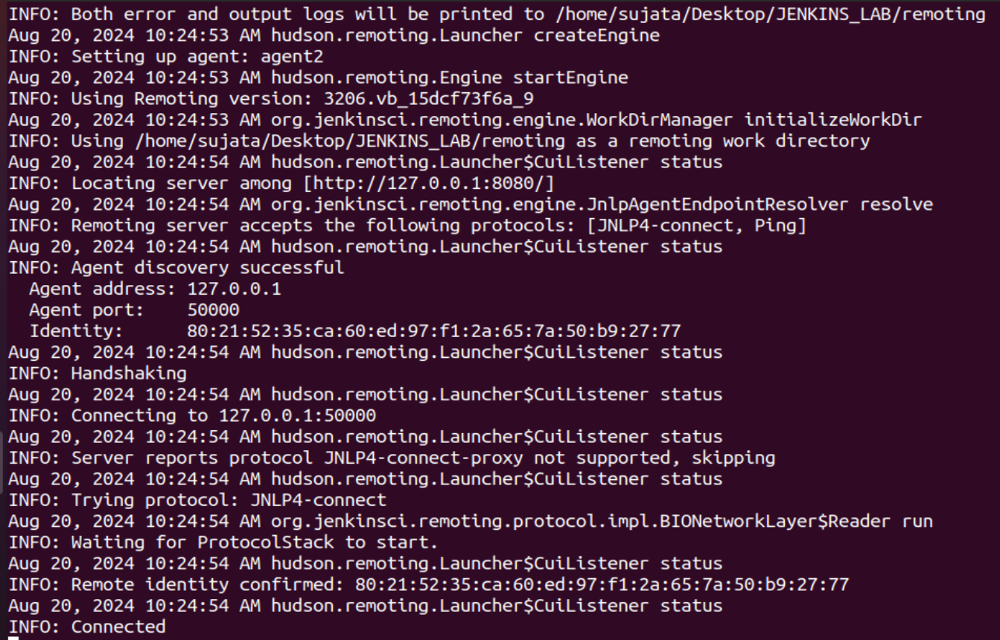 INFO: Both error and output logs will be printed to /home/sujata/Desktop/JENKINS_LAB/remoting
Aug 20, 2024 10:24:53 AM hudson.remoting.Launcher createEngine
INFO: Setting up agent: agent2
Aug 20, 2024 10:24:53 AM hudson.remoting.Engine startEngine
INFO: Using Remoting version: 3206.vb_15dcf73f6a_9
Aug 20, 2024 10:24:53 AM org.jenkinsci.remoting.engine.WorkDirManager initializeWorkDir
INFO: Using /home/sujata/Desktop/JENKINS_LAB/remoting as a remoting work directory
Aug 20, 2024 10:24:54 AM hudson.remoting.Launcher$CuiListener status
INFO: Locating server among [http://127.0.0.1:8080/]
Aug 20, 2024 10:24:54 AM org.jenkinsci.remoting.engine.JnlpAgentEndpointResolver resolve
INFO: Remoting server accepts the following protocols: [JNLP4-connect, Ping]
Aug 20, 2024 10:24:54 AM hudson.remoting.Launcher$CuiListener status
INFO: Agent discovery successful
  Agent address: 127.0.0.1
  Agent port:    50000
  Identity:      80:21:52:35:ca:60:ed:97:f1:2a:65:7a:50:b9:27:77
Aug 20, 2024 10:24:54 AM hudson.remoting.Launcher$CuiListener status
INFO: Handshaking
Aug 20, 2024 10:24:54 AM hudson.remoting.Launcher$CuiListener status
INFO: Connecting to 127.0.0.1:50000
Aug 20, 2024 10:24:54 AM hudson.remoting.Launcher$CuiListener status
INFO: Server reports protocol JNLP4-connect-proxy not supported, skipping
Aug 20, 2024 10:24:54 AM hudson.remoting.Launcher$CuiListener status
INFO: Trying protocol: JNLP4-connect
Aug 20, 2024 10:24:54 AM org.jenkinsci.remoting.protocol.impl.BIONetworkLayer$Reader run
INFO: Waiting for ProtocolStack to start.
Aug 20, 2024 10:24:54 AM hudson.remoting.Launcher$CuiListener status
INFO: Remote identity confirmed: 80:21:52:35:ca:60:ed:97:f1:2a:65:7a:50:b9:27:77
Aug 20, 2024 10:24:54 AM hudson.remoting.Launcher$CuiListener status
INFO: Connected